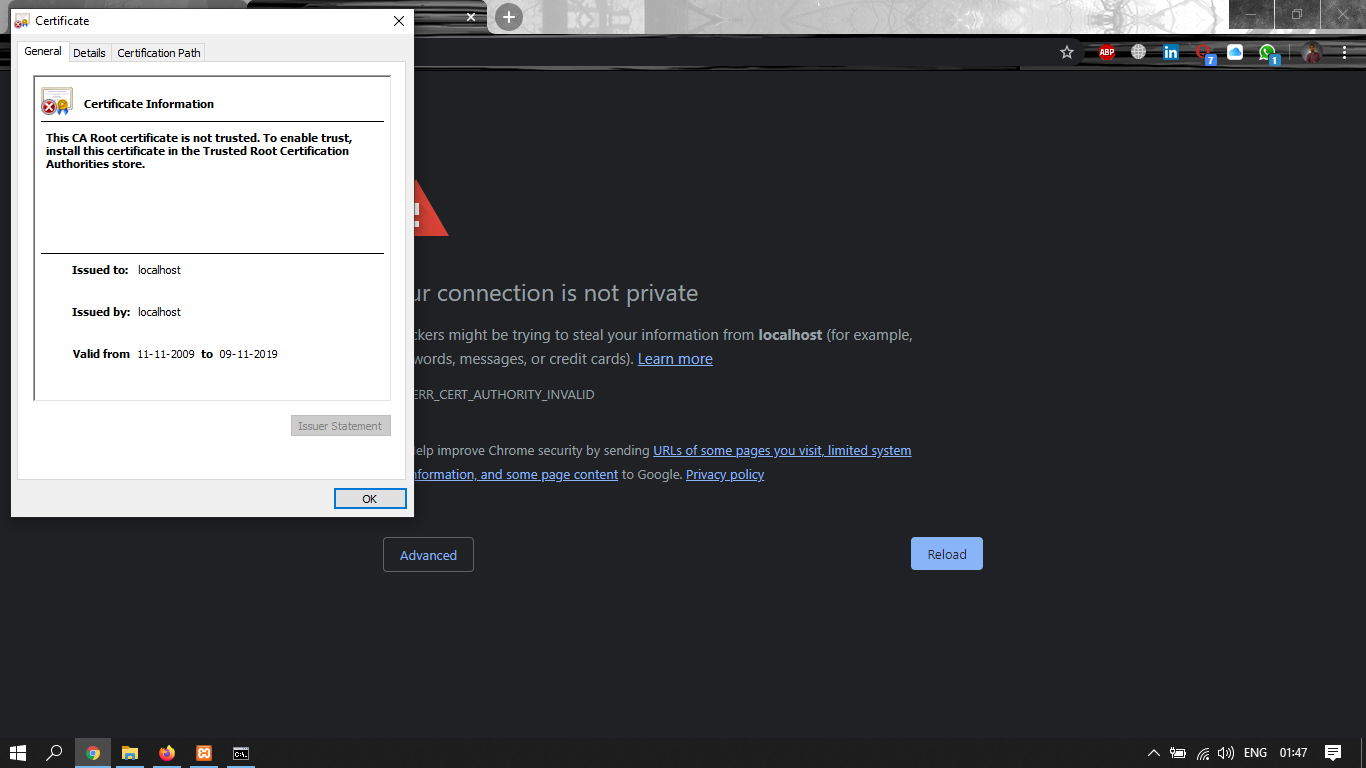 Certificate
General Details Certification Path
ABP
in
7
1
Certificate Information
This CA Root certificate is not trusted. To enable trust,
install this certificate in the Trusted Root Certification
Authorities store.
Issued to: localhost
Issued by: localhost
Valid from 11-11-2009 to 09-11-2019
Issuer Statement
OK
ur connection is not private
ckers might be trying to steal your information from localhost (for example,
words, messages, or credit cards). Learn more
ERR_CERT_AUTHORITY_INVALID
elp improve Chrome security by sending URLs of some pages you visit, limited system
nformation, and some page content to Google. Privacy policy
Advanced
Reload
C:\.
ENG 01:47